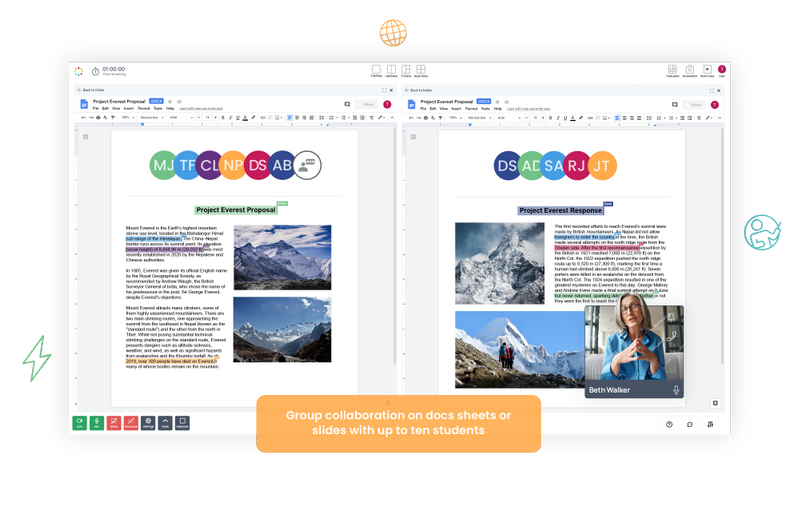 01:00:00
Back to folder
Project Everest Proposal DOCS
File Edit View Insert Format Tools Help
MJ TF CL NP DS AB
Project Everest Proposal
Mount Everest is the Earth's highest mountain
above sea level, located in the Mahalangur Himal
sub-range of the Himalayas. The China–Nepal
border runs across its summit point. Its elevation
(snow height) of 8,848.86 m (29,032 ft) was most
recently established in 2020 by the Nepalese and
Chinese authorities.
In 1865, Everest was given its official English name
by the Royal Geographical Society, as
recommended by Andrew Waugh, the British
Surveyor General of India, who chose the name of
his predecessor in the post, Sir George Everest,
despite Everest's objections.
Mount Everest attracts many climbers, some of
them highly experienced mountaineers. There are
two main climbing routes, one approaching the
summit from the southeast in Nepal (known as the
"standard route") and the other from the north in
Tibet. While not posing substantial technical
climbing challenges on the standard route, Everest
presents dangers such as altitude sickness,
weather, and wind, as well as significant hazards
from avalanches and the Khumbu Icefall. As of
2019, over 300 people have died on Everest,
many of whose bodies remain on the mountain.
Back to folder
Project Everest Proposal DOCS
File Edit View Insert Format Tools Help
DS AD SA RJ JT
Project Everest Response
The first recorded efforts to reach Everest's summit were
made by British mountaineers. As Nepal did not allow
foreigners to enter the country at the time, the British
made several attempts on the north ridge route from the
Tibetan side. After the first reconnaissance expedition by
the British in 1921 reached 7,000 m (22,970 ft) on the
North Col, the 1922 expedition pushed the north ridge
route up to 8,320 m (27,300 ft), marking the first time a
human had climbed above 8,000 m (26,247 ft). Seven
porters were killed in an avalanche on the descent from
the North Col. The 1924 expedition resulted in one of the
greatest mysteries on Everest to this day: George Mallory
and Andrew Irvine made a final summit attempt on 8 June
but never returned, sparking debate as to whether or not
they were the first to reach the
Beth Walker
Group collaboration on docs sheets or
slides with up to ten students